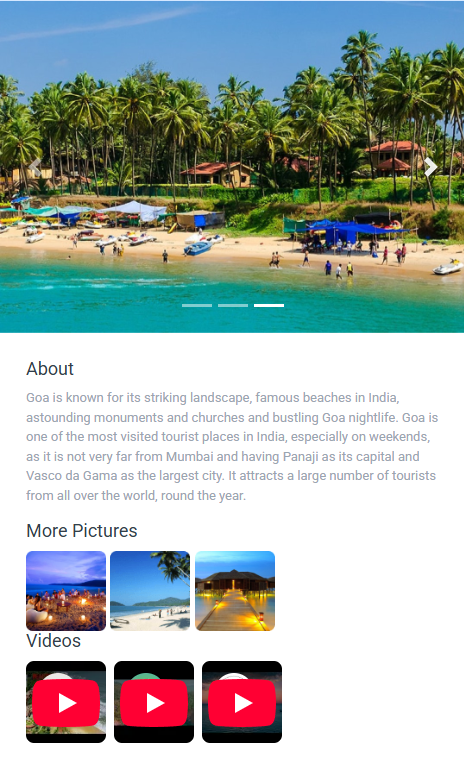 About
Goa is known for its striking landscape, famous beaches in India,
astounding monuments and churches and bustling Goa nightlife. Goa is
one of the most visited tourist places in India, especially on weekends,
as it is not very far from Mumbai and having Panaji as its capital and
Vasco da Gama as the largest city. It attracts a large number of tourists
from all over the world, round the year.
More Pictures
Videos